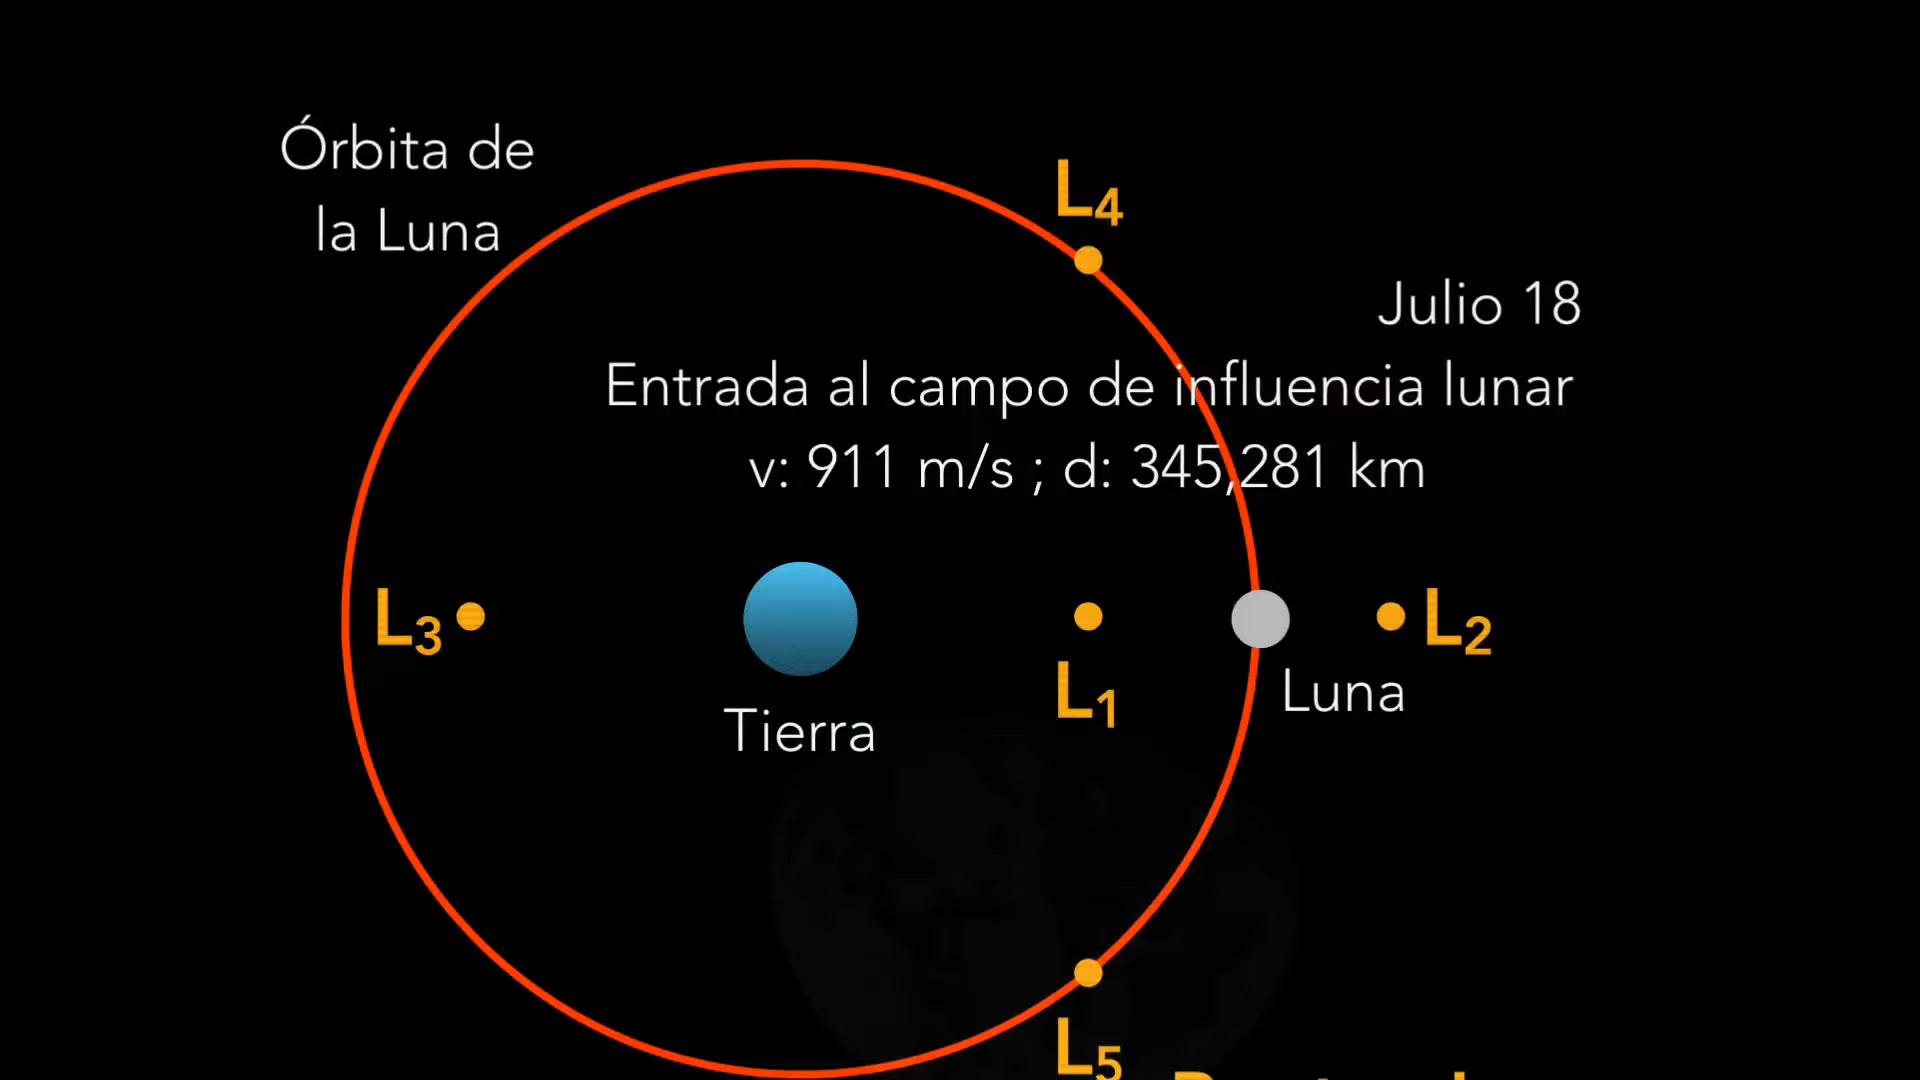 Órbita de
la Luna
L4
Julio 18
Entrada al campo de influencia lunar
v: 911 m/s ; d: 345,281 km
L3
L2
L1
Luna
Tierra
L5